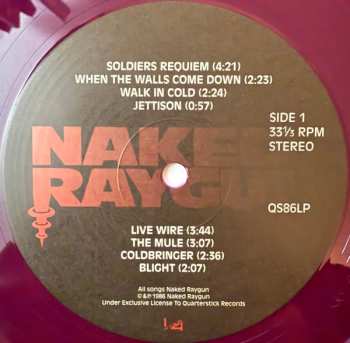 SOLDIERS REQUIEM (4:21)
WHEN THE WALLS COME DOWN (2:23)
WALK IN COLD (2:24)
JETTISON (0:57)
SIDE 1
33⅓ RPM
STEREO
NAKED
RAYGUN
QS86LP
LIVE WIRE (3:44)
THE MULE (3:07)
COLDBRINGER (2:36)
BLIGHT (2:07)
All songs Naked Raygun
©&℗ 1986 Naked Raygun
Under Exclusive License To Quarterstick Records